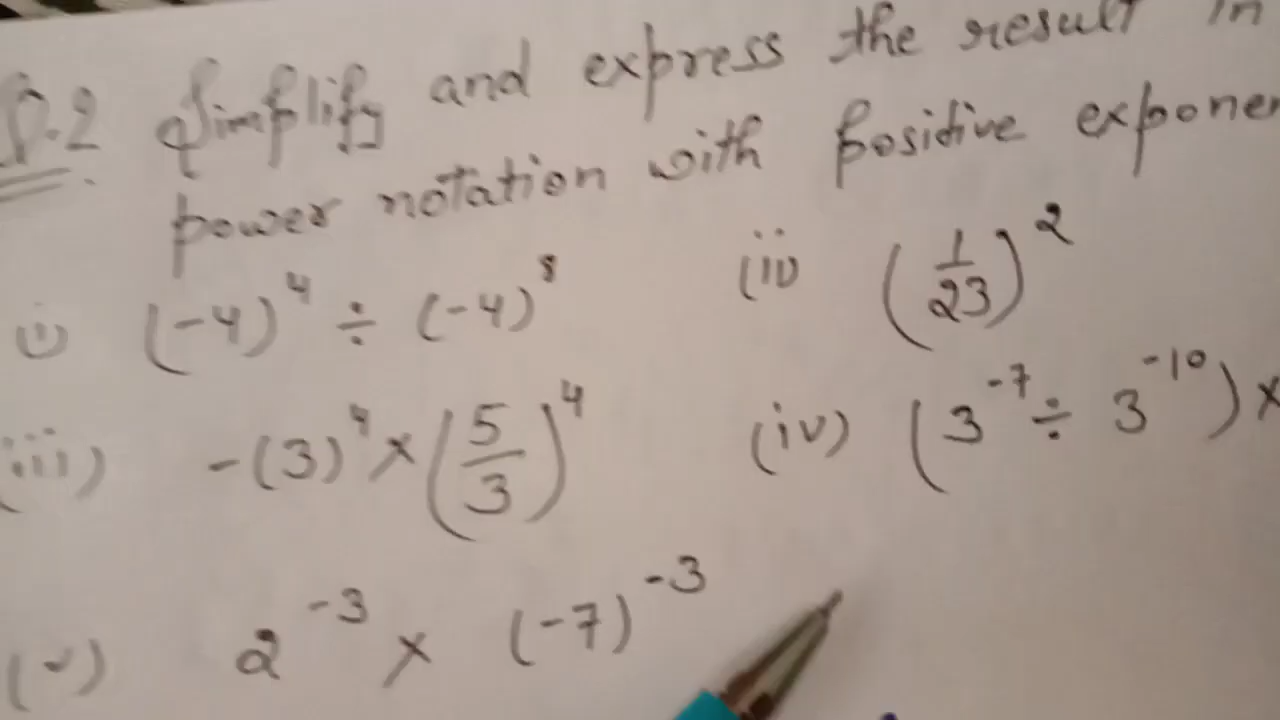 Q.2 Simplify and express the result in
power notation with positive exponen
(i) (-4)^4 ÷ (-4)^8 (ii) (1/23)^2
(iii) -(3)^4 × (5/3)^4 (iv) (3^-7 ÷ 3^-10) ×
(v) 2^-3 × (-7)^-3